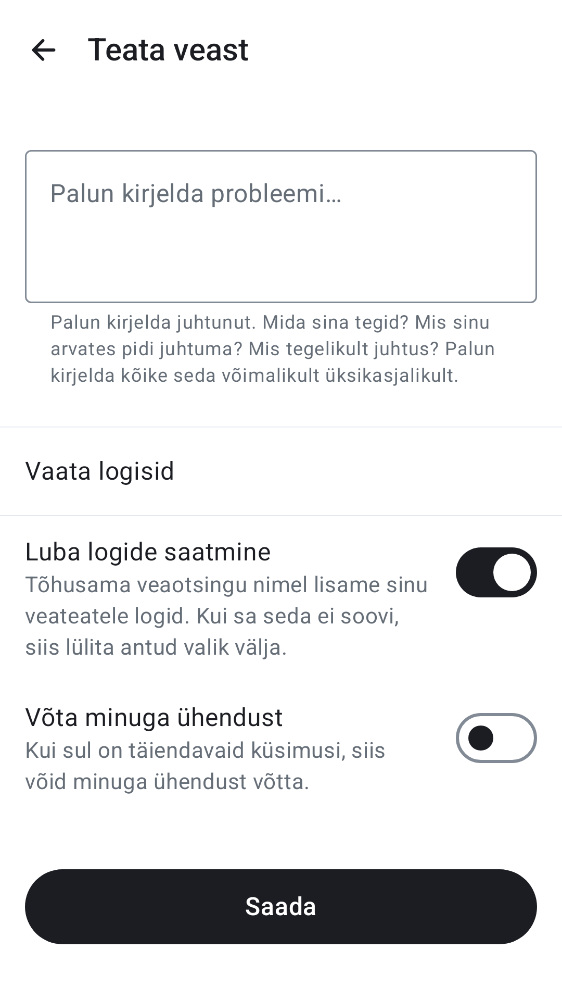 Teata veast
Palun kirjelda probleemi…
Palun kirjelda juhtunut. Mida sina tegid? Mis sinu
arvates pidi juhtuma? Mis tegelikult juhtus? Palun
kirjelda kõike seda võimalikult üksikasjalikult.
Vaata logisid
Luba logide saatmine
Tõhusama veaotsingu nimel lisame sinu
veateatele logid. Kui sa seda ei soovi,
siis lülita antud valik välja.
Võta minuga ühendust
Kui sul on täiendavaid küsimusi, siis
võid minuga ühendust võtta.
Saada